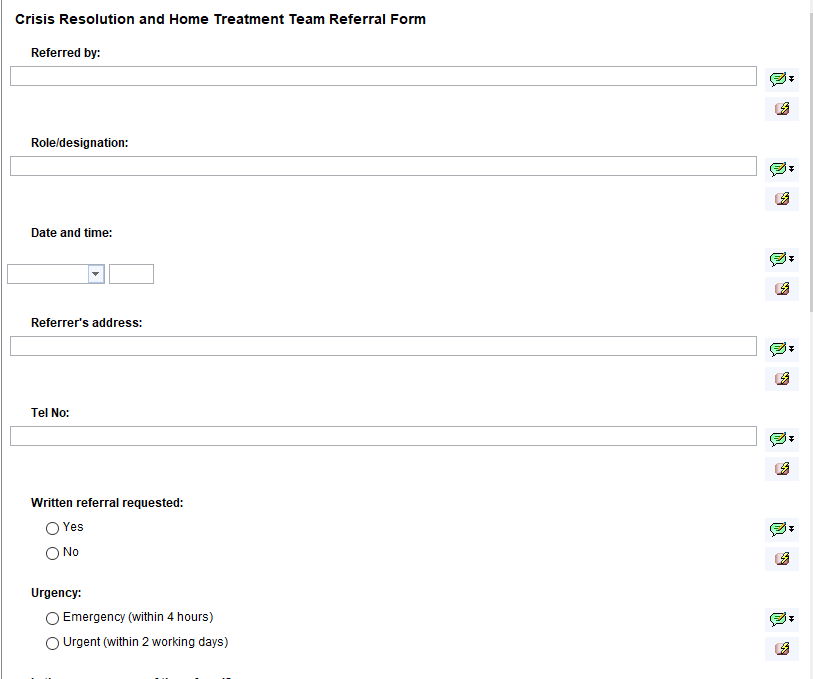 Crisis Resolution and Home Treatment Team Referral Form
Referred by:
Role/designation:
Date and time:
Referrer's address:
Tel No:
Written referral requested:
Yes
No
Urgency:
Emergency (within 4 hours)
Urgent (within 2 working days)